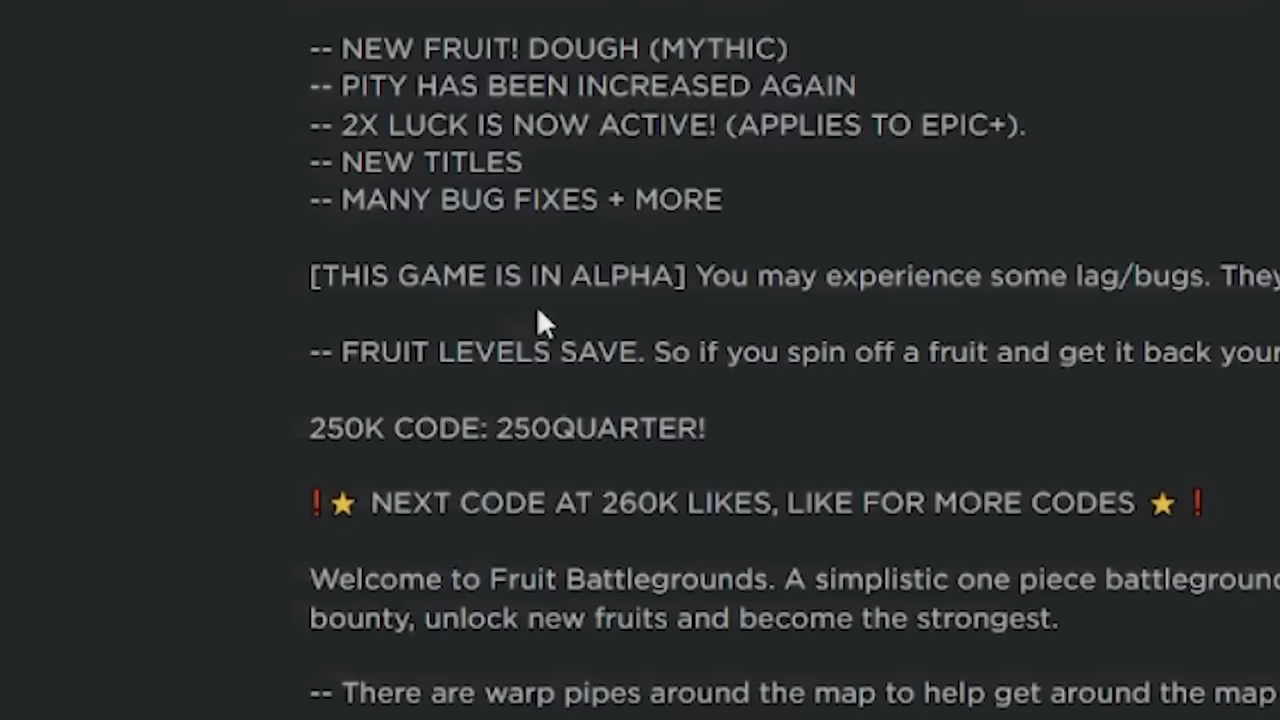 -- NEW FRUIT! DOUGH (MYTHIC)
-- PITY HAS BEEN INCREASED AGAIN
-- 2X LUCK IS NOW ACTIVE! (APPLIES TO EPIC+).
-- NEW TITLES
-- MANY BUG FIXES + MORE
[THIS GAME IS IN ALPHA] You may experience some lag/bugs. They
-- FRUIT LEVELS SAVE. So if you spin off a fruit and get it back your
250K CODE: 250QUARTER!
❗⭐ NEXT CODE AT 260K LIKES, LIKE FOR MORE CODES ⭐❗
Welcome to Fruit Battlegrounds. A simplistic one piece battleground
bounty, unlock new fruits and become the strongest.
-- There are warp pipes around the map to help get around the map